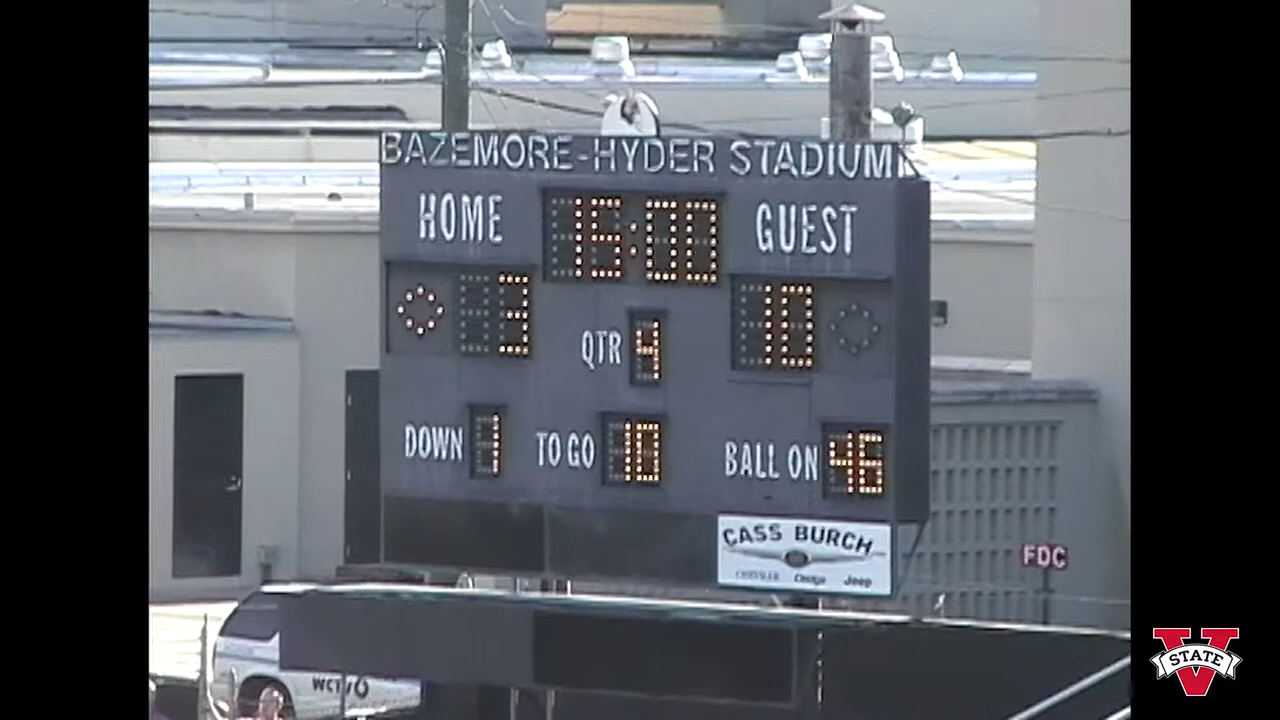 BAZEMORE-HYDER STADIUM
HOME 15:00 GUEST
3 10
QTR 4
DOWN 1 TO GO 10 BALL ON 46
CASS BURCH
CHRYSLER Dodge Jeep
FDC
WCTV
V STATE